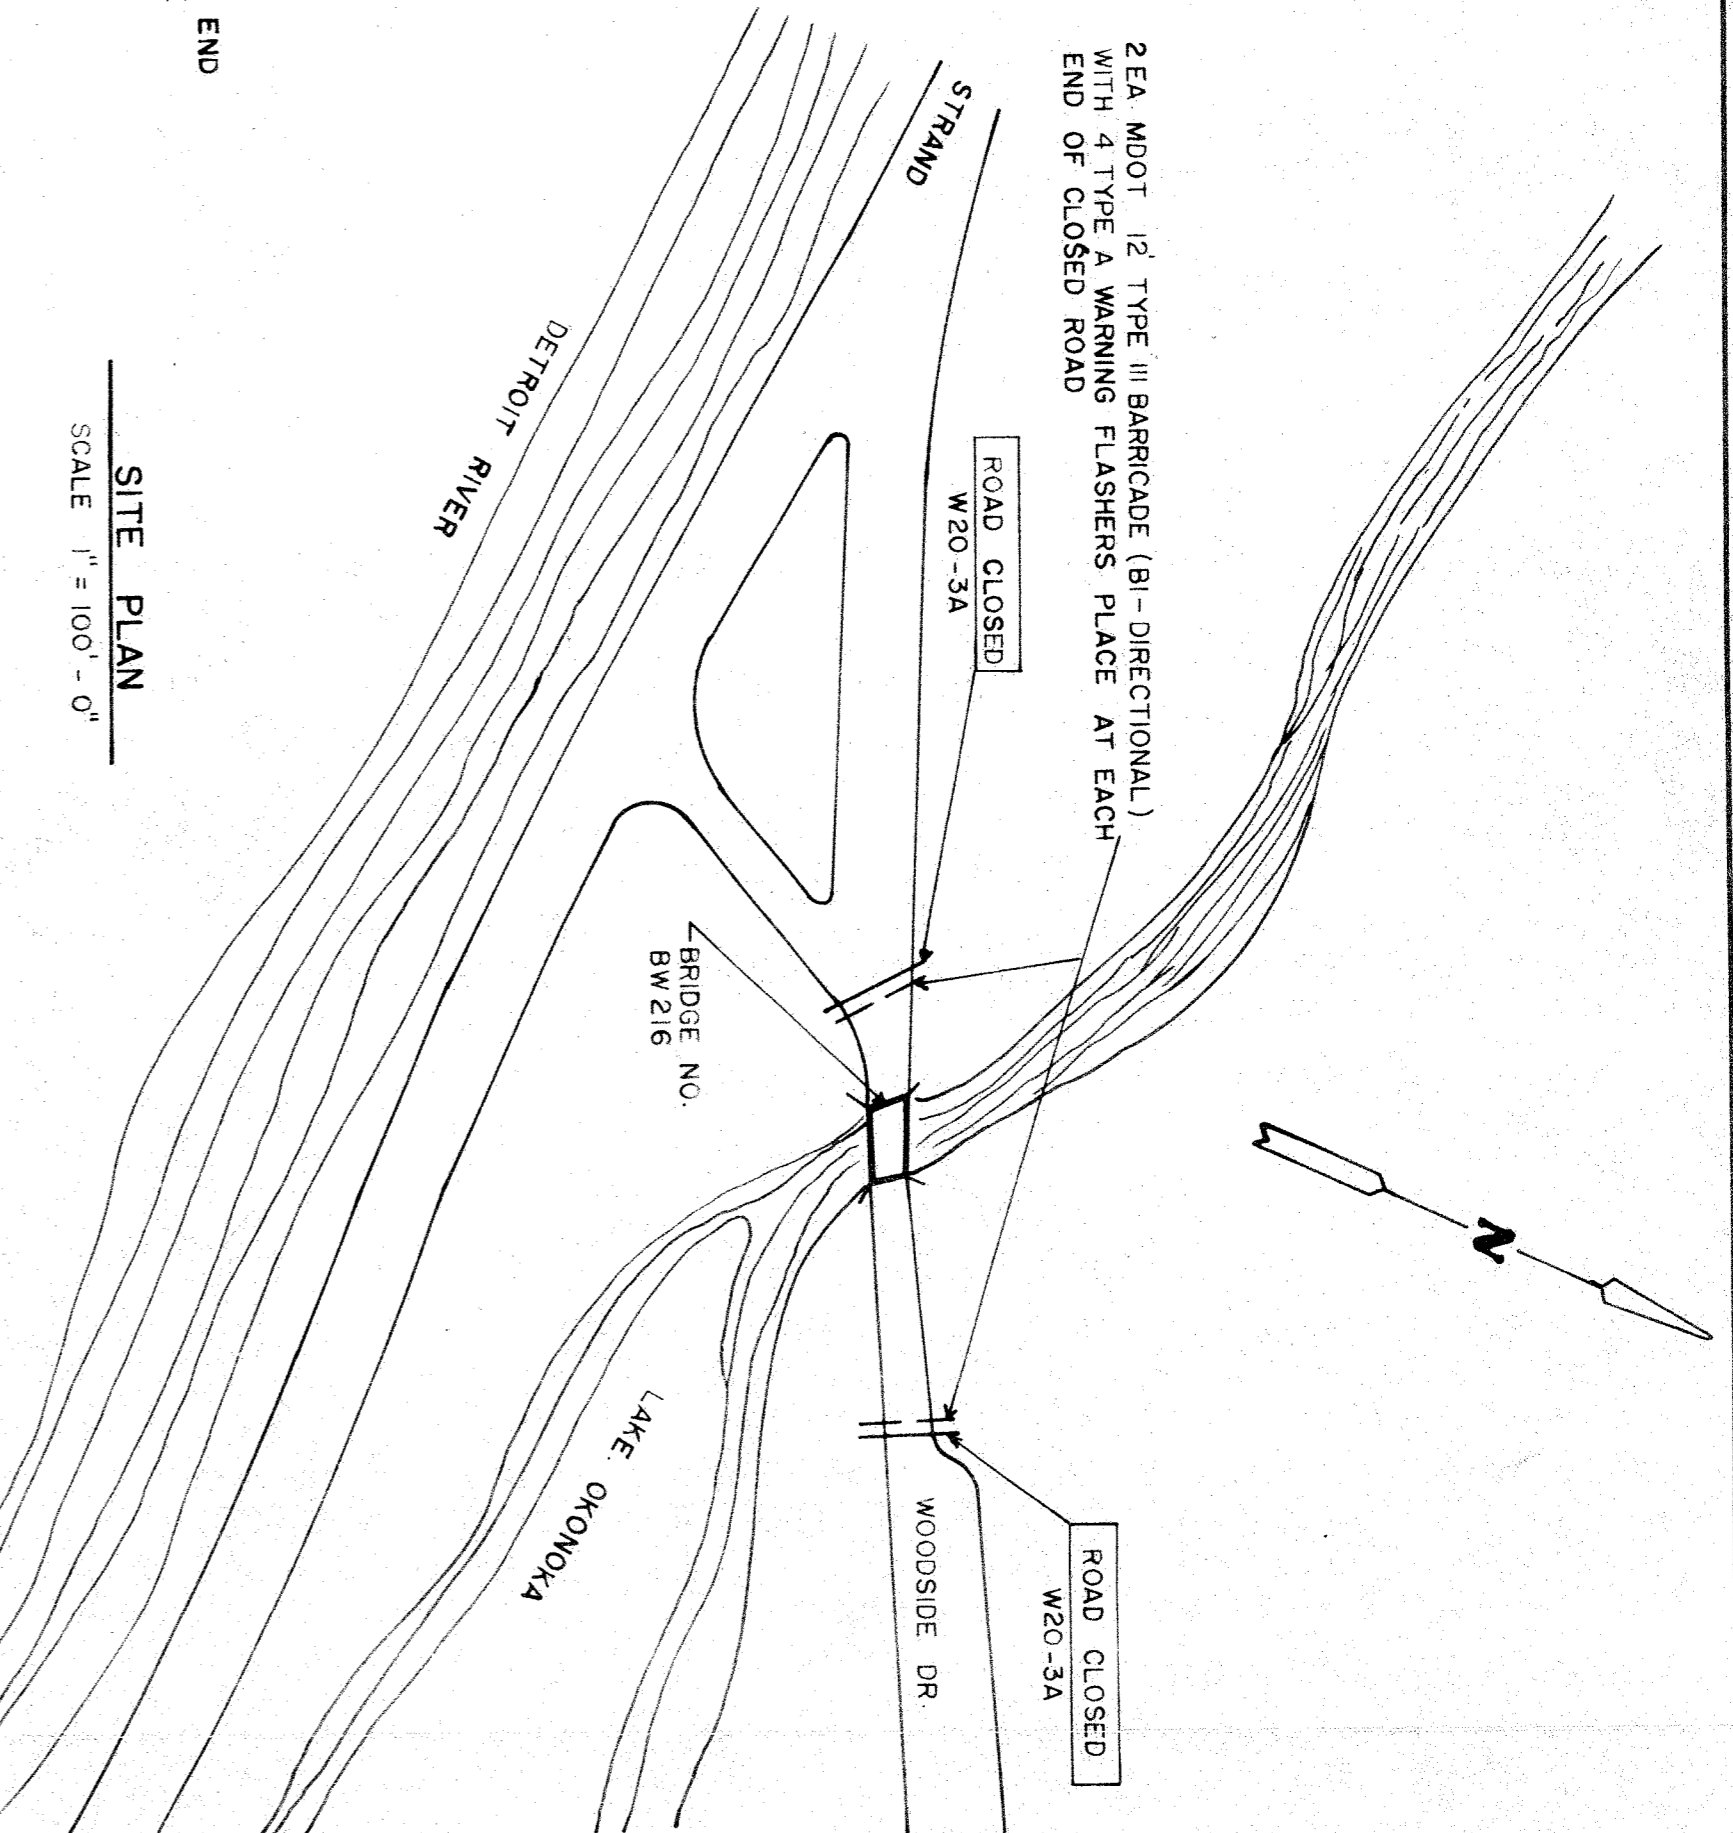 2 EA. MDOT 12' TYPE III BARRICADE (BI-DIRECTIONAL)
WITH 4 TYPE A WARNING FLASHERS PLACE AT EACH
END OF CLOSED ROAD
STRAND
ROAD CLOSED
W20-3A
DETROIT RIVER
BRIDGE NO.
BW 216
N
ROAD CLOSED
W20-3A
WOODSIDE DR.
LAKE. OKONOKA
END
SITE PLAN
SCALE 1" = 100' - 0"